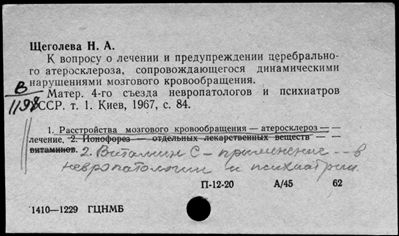 Щеголева Н. А.
К вопросу о лечении и предупреждении церебрально-
го атеросклероза, сопровождающегося динамическими
нарушениями мозгового кровообращения.
В
1198
Матер. 4-го съезда невропатологов и психиатров
УССР. т. 1. Киев, 1967, с. 84.
1. Расстройства мозгового кровообращения — атеросклероз —
лечение. 2. Ионофорез — отдельных лекарственных веществ —
витаминов. 2. Витамин С - применение - в
невропатологии и психиатрии
П-12-20 А/45 62
1410—1229 ГЦНМБ